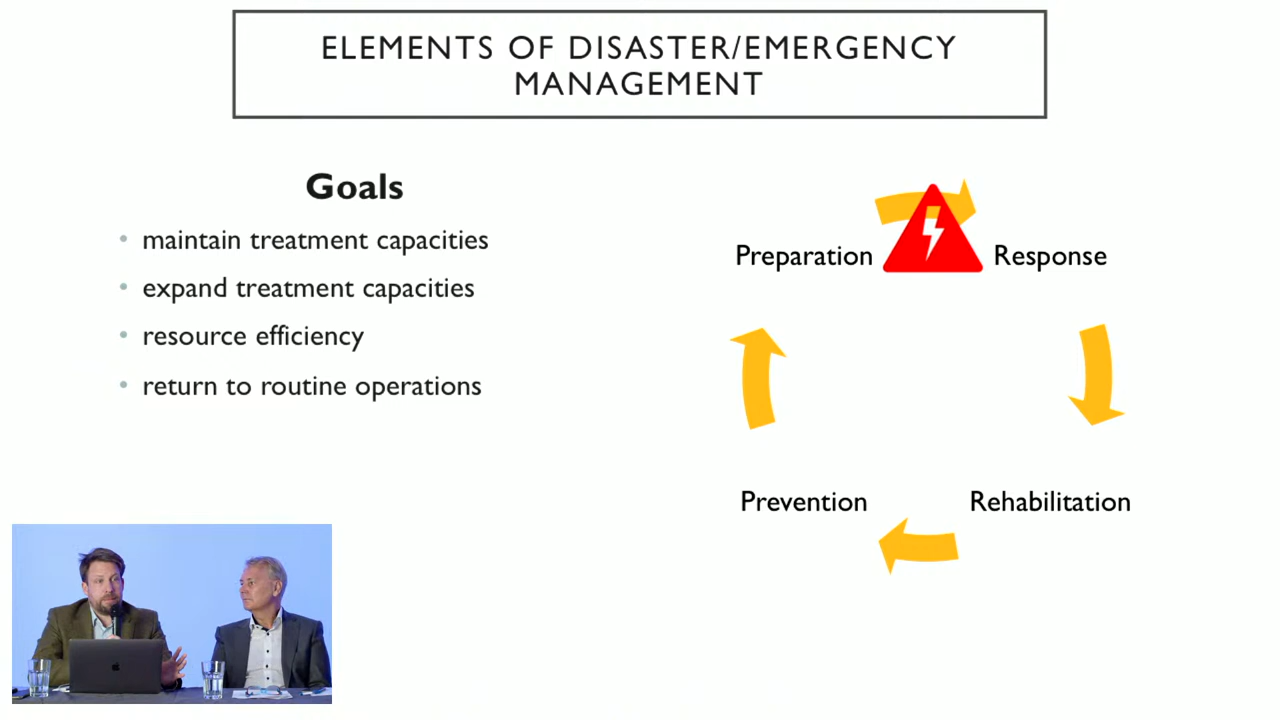 ELEMENTS OF DISASTER/EMERGENCY
MANAGEMENT
Goals
• maintain treatment capacities
• expand treatment capacities
• resource efficiency
• return to routine operations
Preparation
Response
Prevention
Rehabilitation